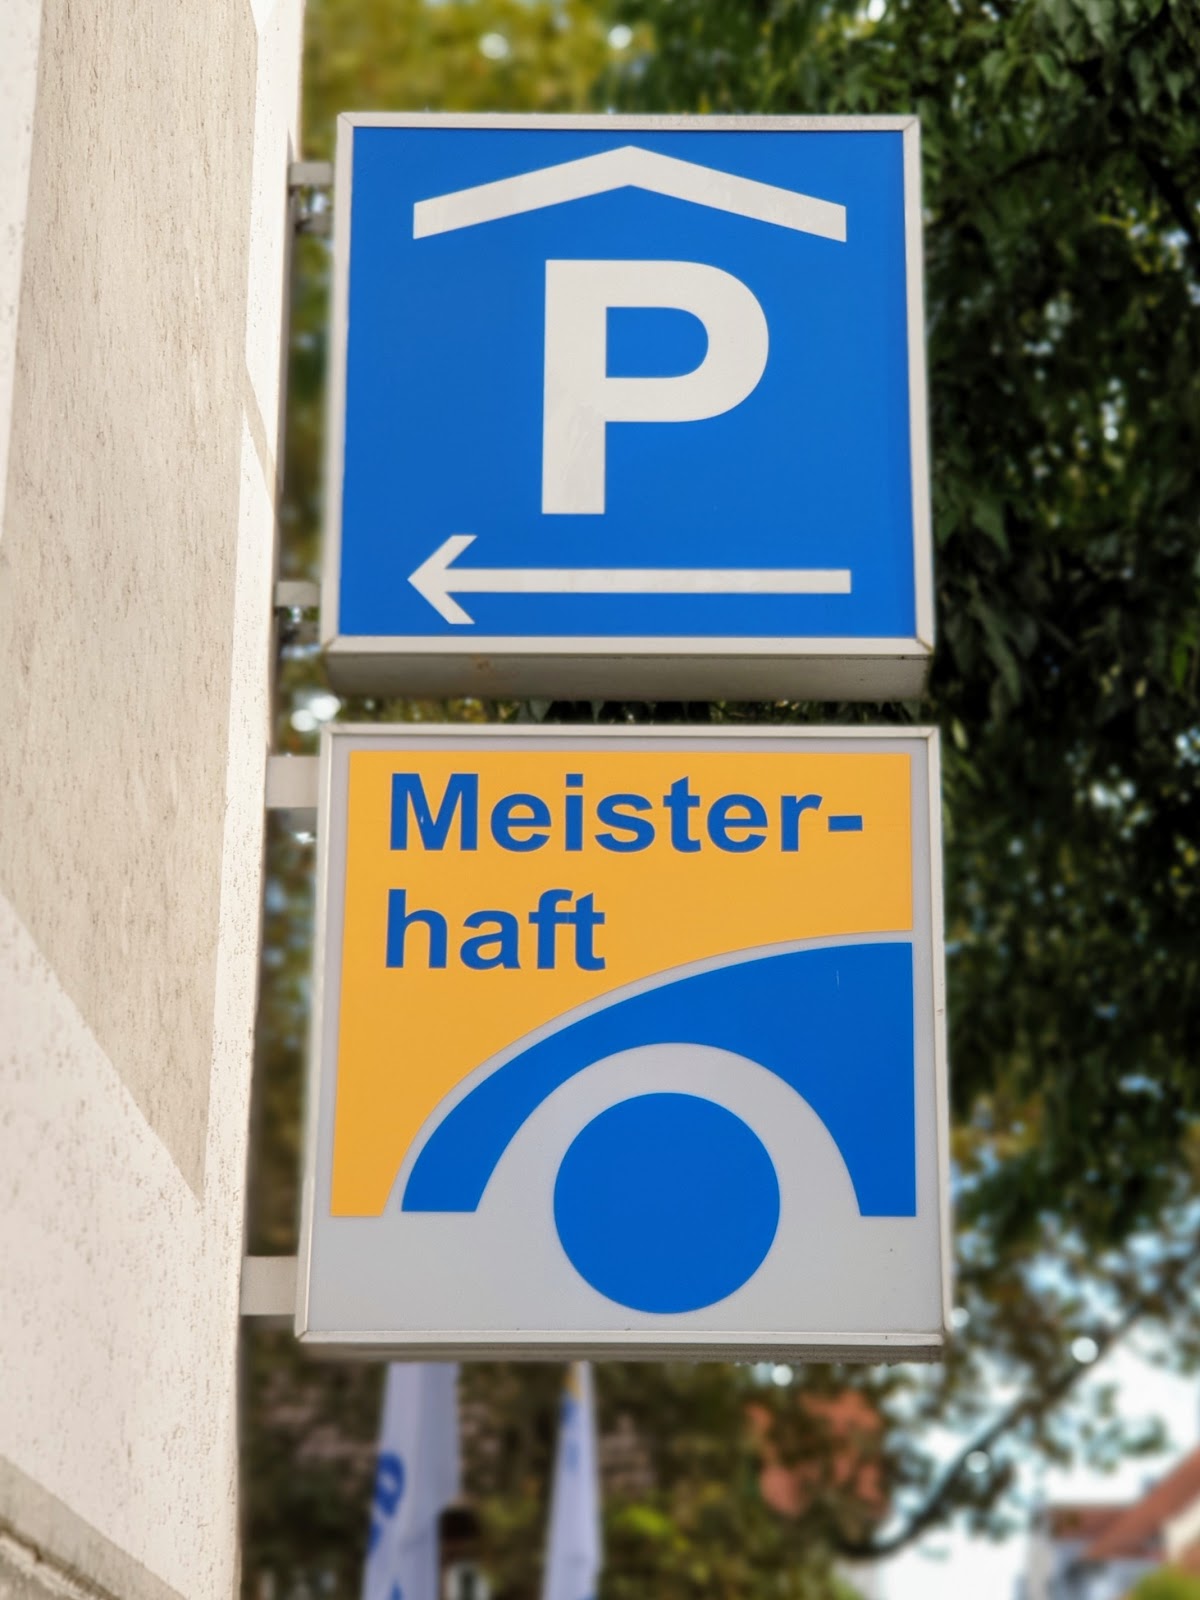 P
Meister-
haft